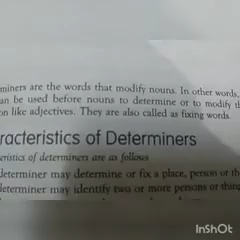 miners are the words that modify nouns. In other words,
an be used before nouns to determine or to modify th
on like adjectives. They are also called as fixing words.
racteristics of Determiners
eristics of determiners are as follows
determiner may determine or fix a place, person or th
determiner may identify two or more persons or thing
InShOt